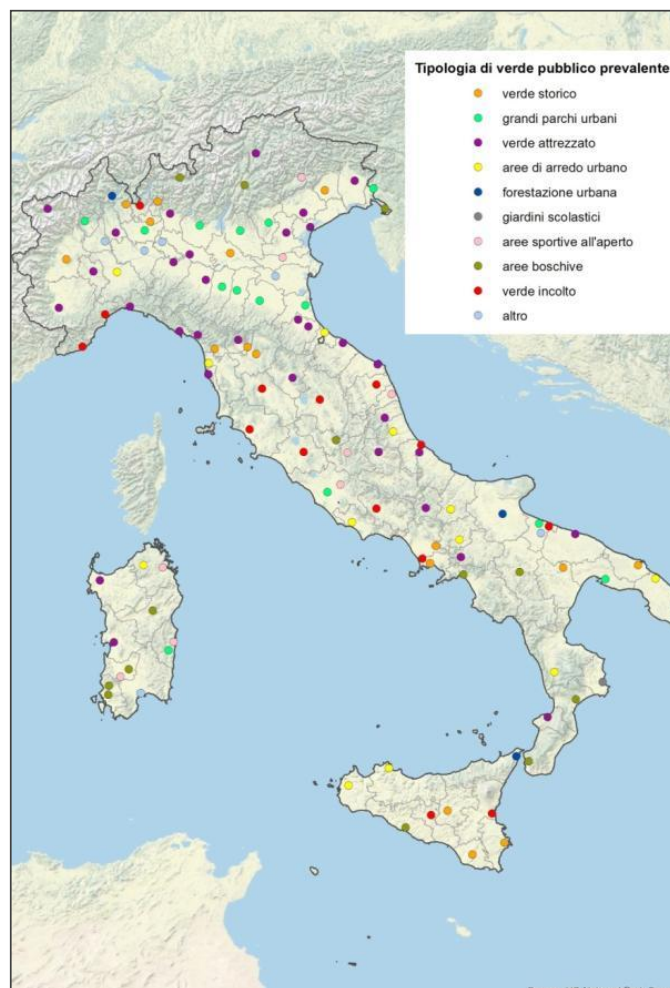 Tipologia di verde pubblico prevalente
verde storico
grandi parchi urbani
verde attrezzato
aree di arredo urbano
forestazione urbana
giardini scolastici
aree sportive all'aperto
aree boschive
verde incolto
altro